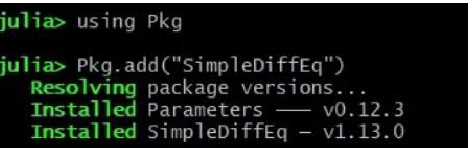 julia> using Pkg
julia> Pkg.add("SimpleDiffEq")
Resolving package versions...
Installed Parameters ─── v0.12.3
Installed SimpleDiffEq ─ v1.13.0